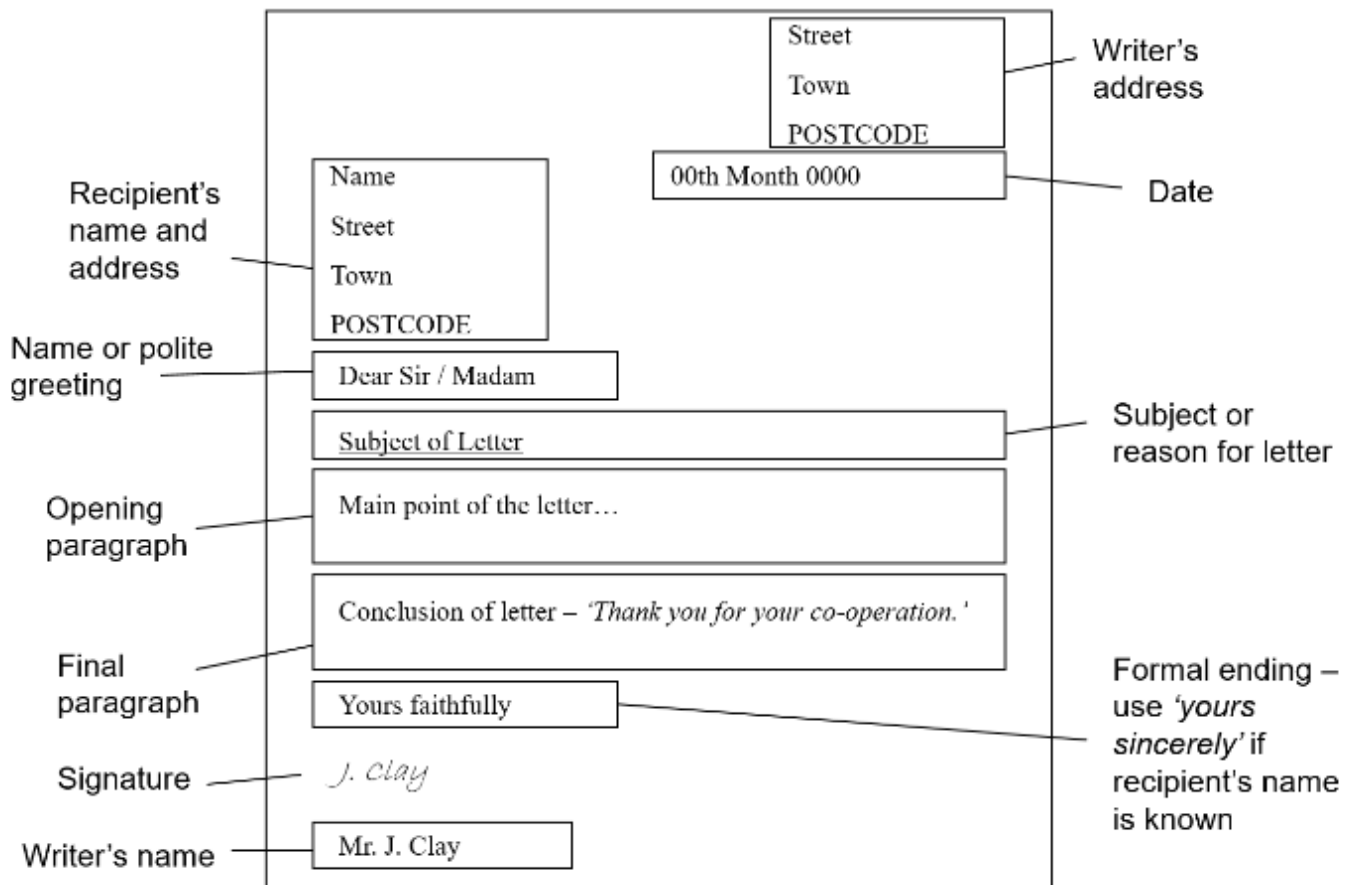 Street
Town
POSTCODE
Writer's
address
00th Month 0000
Date
Recipient's
name and
address
Name
Street
Town
POSTCODE
Name or polite
greeting
Dear Sir / Madam
Subject of Letter
Subject or
reason for letter
Opening
paragraph
Main point of the letter…
Final
paragraph
Conclusion of letter – ‘Thank you for your co-operation.’
Yours faithfully
Formal ending –
use ‘yours
sincerely’ if
recipient's name
is known
Signature
J. Clay
Writer's name
Mr. J. Clay